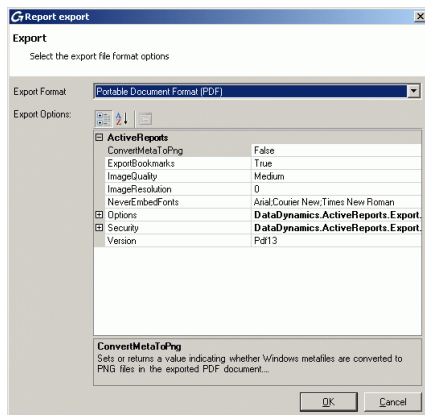 Report export
Export
Select the export file format options
Export Format
Portable Document Format (PDF)
Export Options:
ActiveReports
ConvertMetaToPng False
ExportBookmarks True
ImageQuality Medium
ImageResolution 0
NeverEmbedFonts Arial;Courier New;Times New Roman
Options DataDynamics.ActiveReports.Export.
Security DataDynamics.ActiveReports.Export.
Version Pdf13
ConvertMetaToPng
Sets or returns a value indicating whether Windows metafiles are converted to
PNG files in the exported PDF document....
OK Cancel